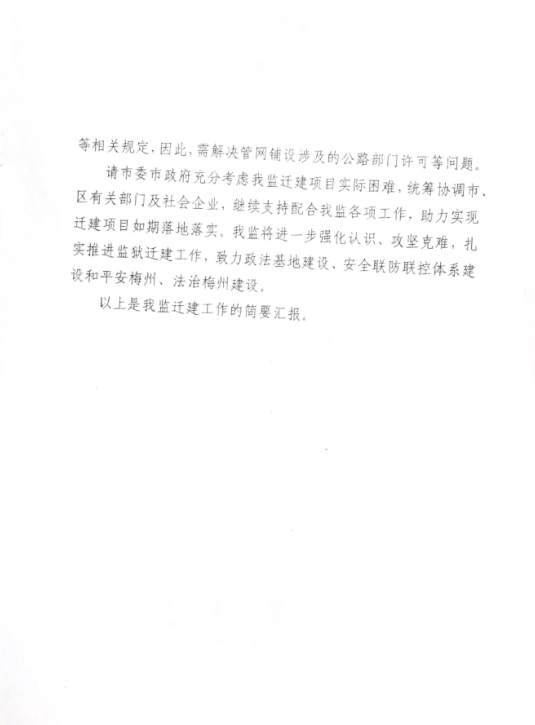 等相关规定，因此，需解决管网铺设涉及的公路部门许可等问题。
请市委市政府充分考虑我监迁建项目实际困难，统筹协调市、
区有关部门及社会企业，继续支持配合我监各项工作，助力实现
迁建项目如期落地落实。我监将进一步强化认识、攻坚克难，扎
实推进监狱迁建工作，致力政法基地建设、安全联防联控体系建
设和平安梅州、法治梅州建设。
以上是我监迁建工作的简要汇报。